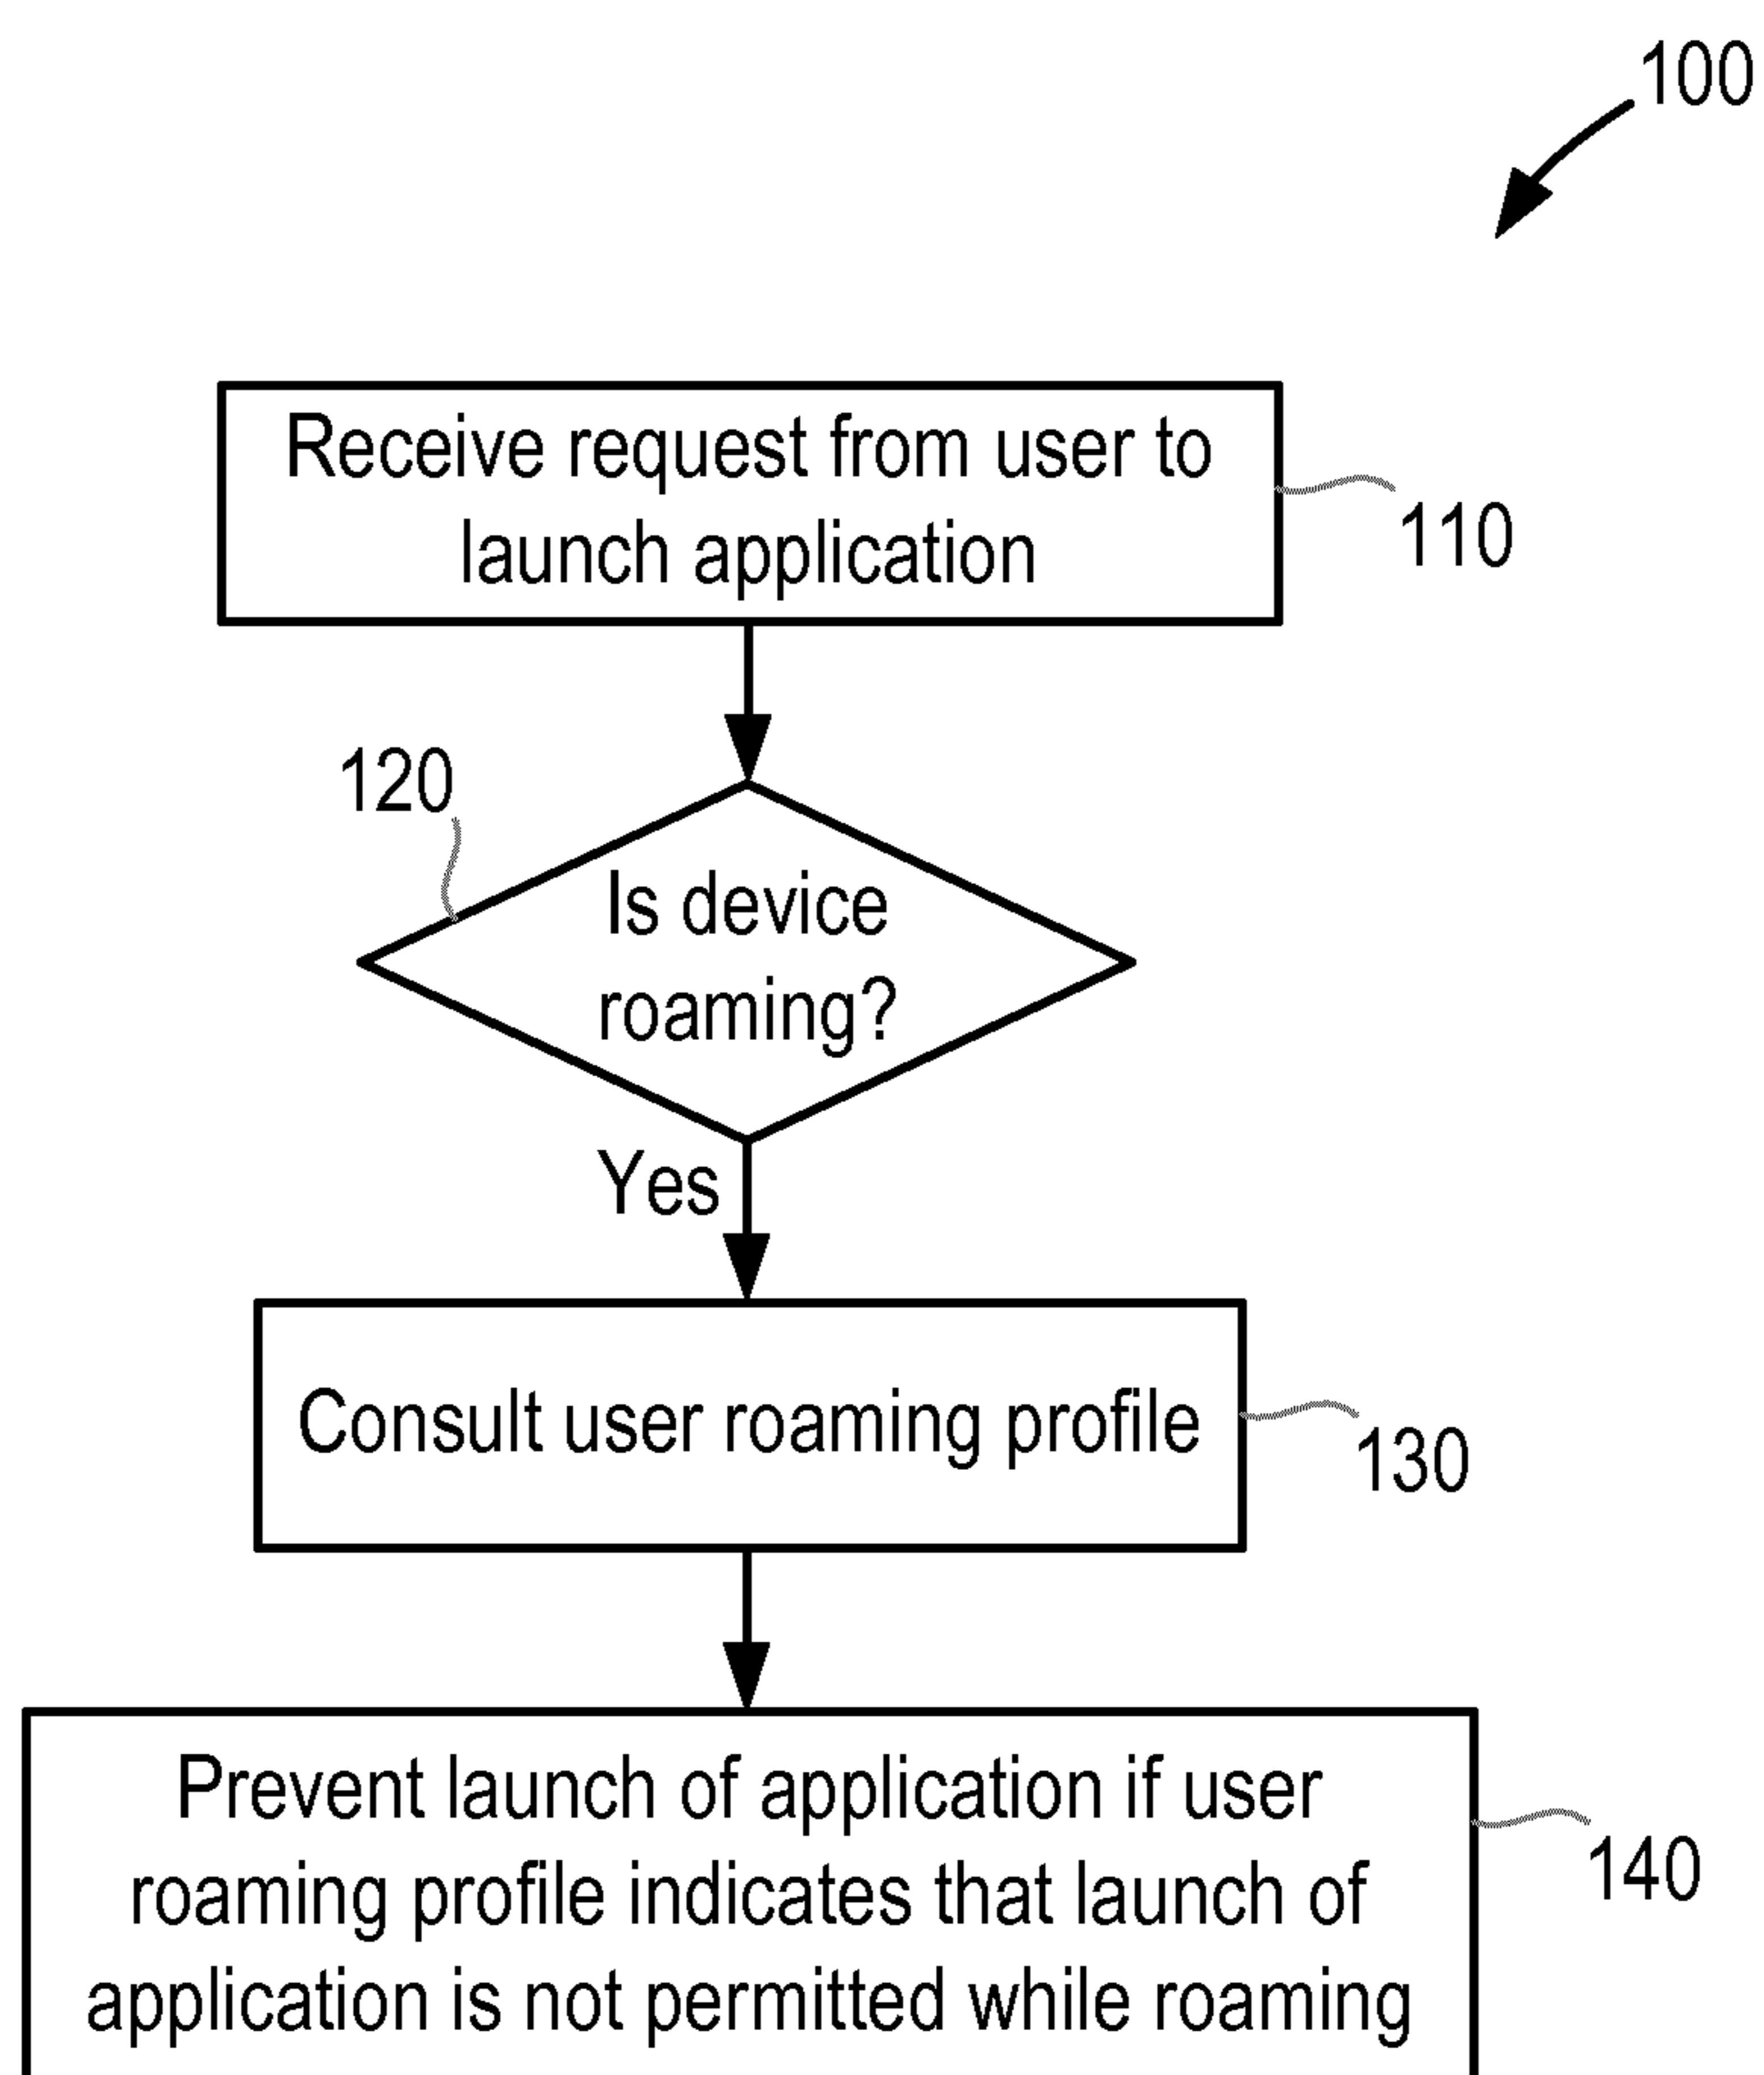 100
Receive request from user to
launch application
110
120
Is device
roaming?
Yes
Consult user roaming profile
130
Prevent launch of application if user
roaming profile indicates that launch of
application is not permitted while roaming
140